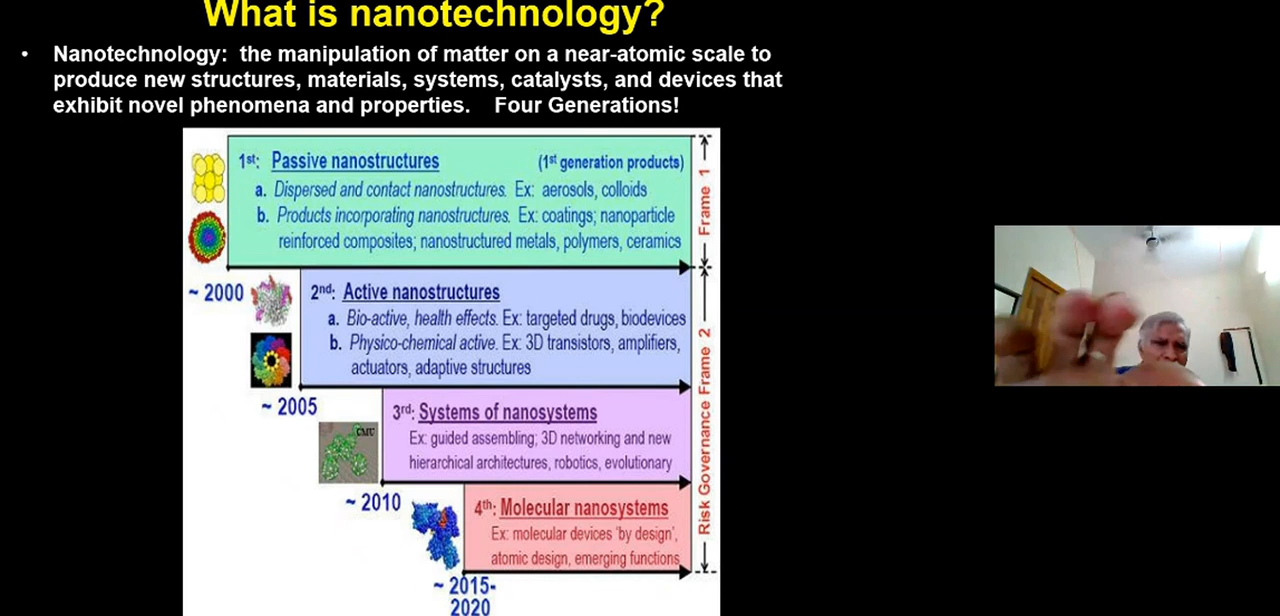 What is nanotechnology?
• Nanotechnology: the manipulation of matter on a near-atomic scale to
produce new structures, materials, systems, catalysts, and devices that
exhibit novel phenomena and properties. Four Generations!
1st: Passive nanostructures (1st generation products)
a. Dispersed and contact nanostructures. Ex: aerosols, colloids
b. Products incorporating nanostructures. Ex: coatings; nanoparticle
reinforced composites; nanostructured metals, polymers, ceramics
~ 2000
2nd: Active nanostructures
a. Bio-active, health effects. Ex: targeted drugs, biodevices
b. Physico-chemical active. Ex: 3D transistors, amplifiers,
actuators, adaptive structures
~ 2005
CMU
3rd: Systems of nanosystems
Ex: guided assembling; 3D networking and new
hierarchical architectures, robotics, evolutionary
~ 2010
4th: Molecular nanosystems
Ex: molecular devices 'by design',
atomic design, emerging functions
~ 2015-
2020
Frame 1
Risk Governance Frame 2